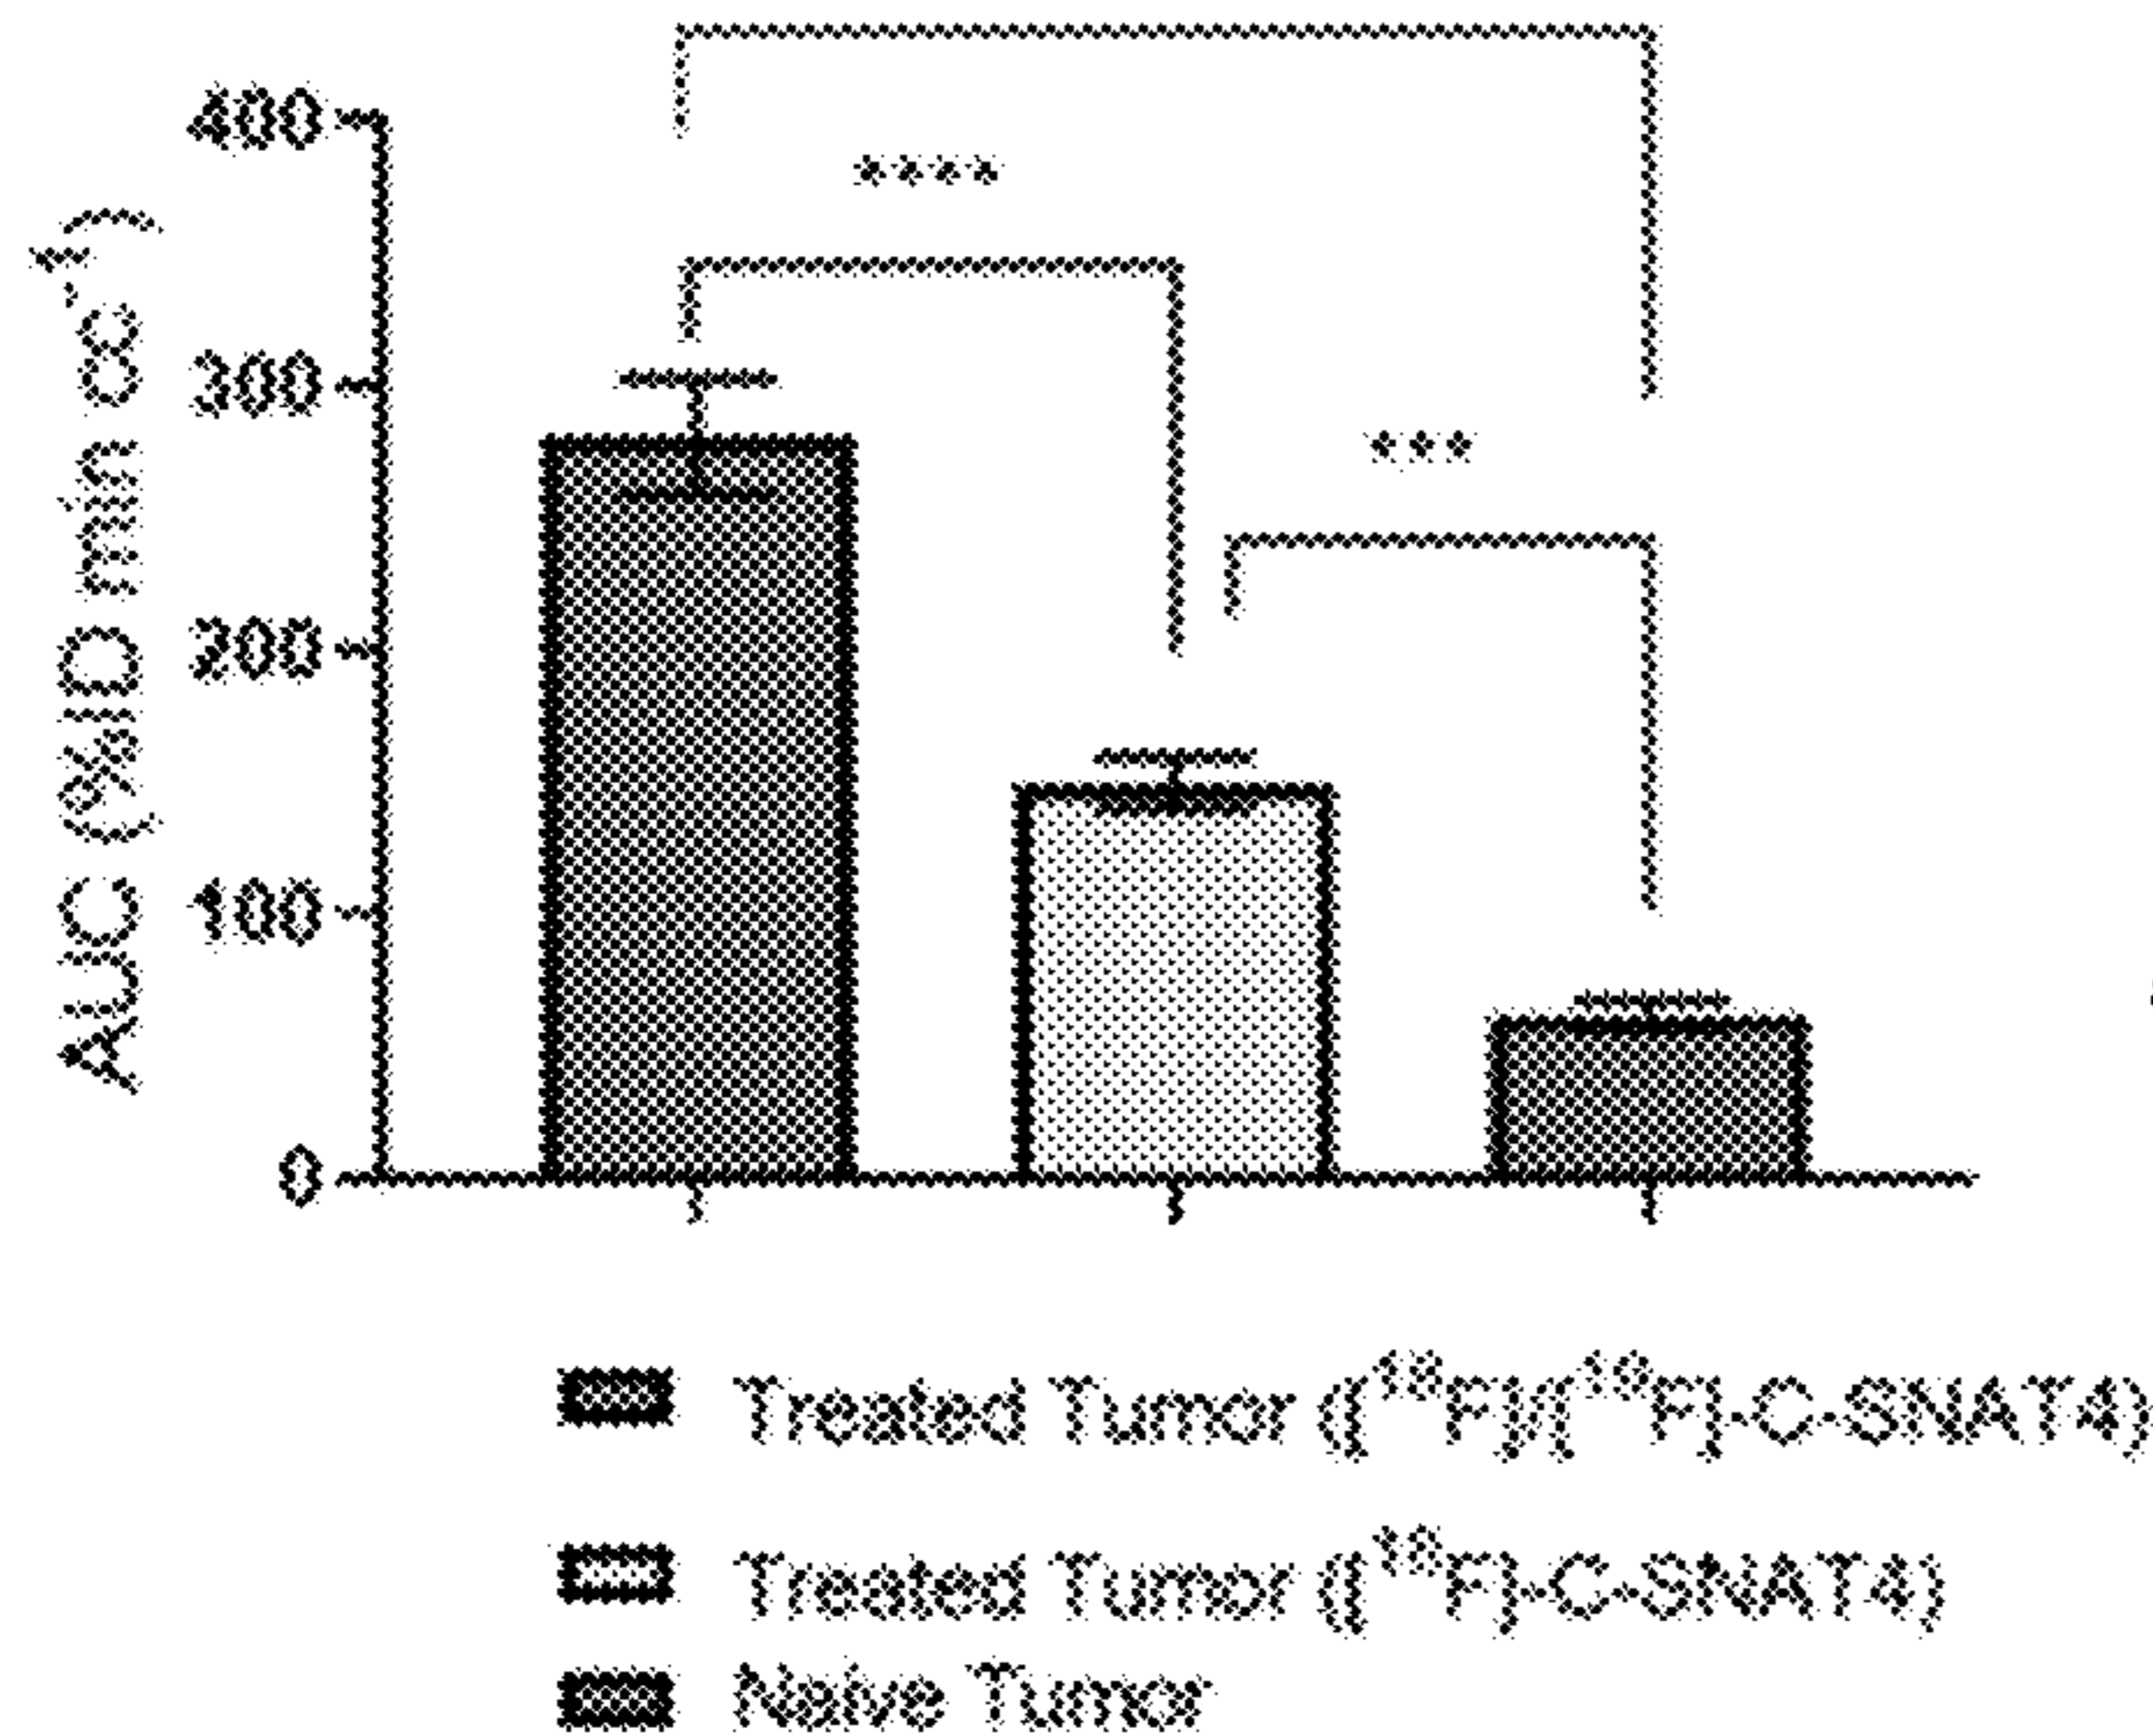 AUC (%ID min cc⁻¹)
400
****
300
***
200
100
0
Treated Tumor ([¹⁸F]/[¹⁹F]-C-SNAT4)
Treated Tumor ([¹⁸F]-C-SNAT4)
Naive Tumor